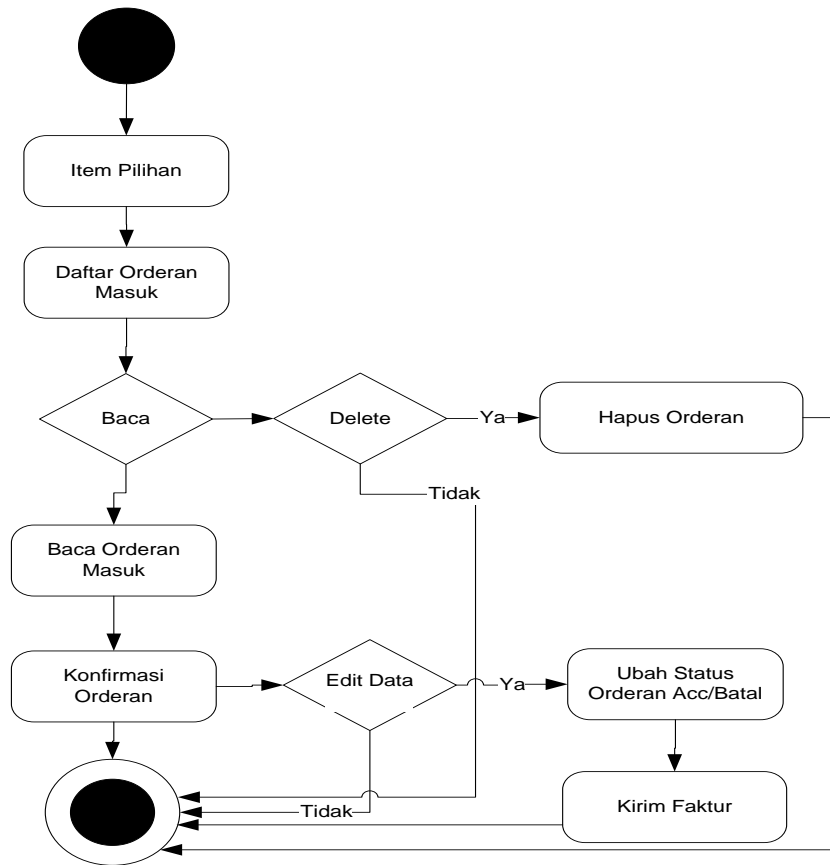 Item Pilihan
Daftar Orderan
Masuk
Baca
Delete
Ya
Hapus Orderan
Tidak
Baca Orderan
Masuk
Konfirmasi
Orderan
Edit Data
Ya
Ubah Status
Orderan Acc/Batal
Tidak
Kirim Faktur